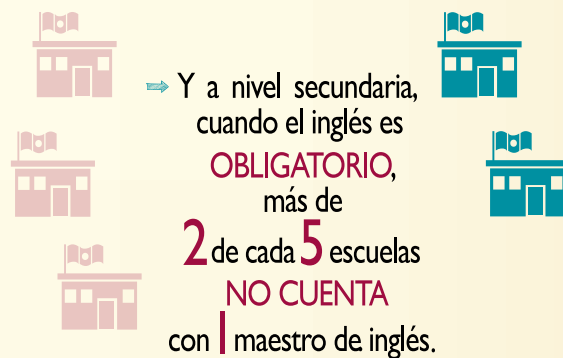 Y a nivel secundaria,
cuando el inglés es
OBLIGATORIO,
más de
2 de cada 5 escuelas
NO CUENTA
con 1 maestro de inglés.